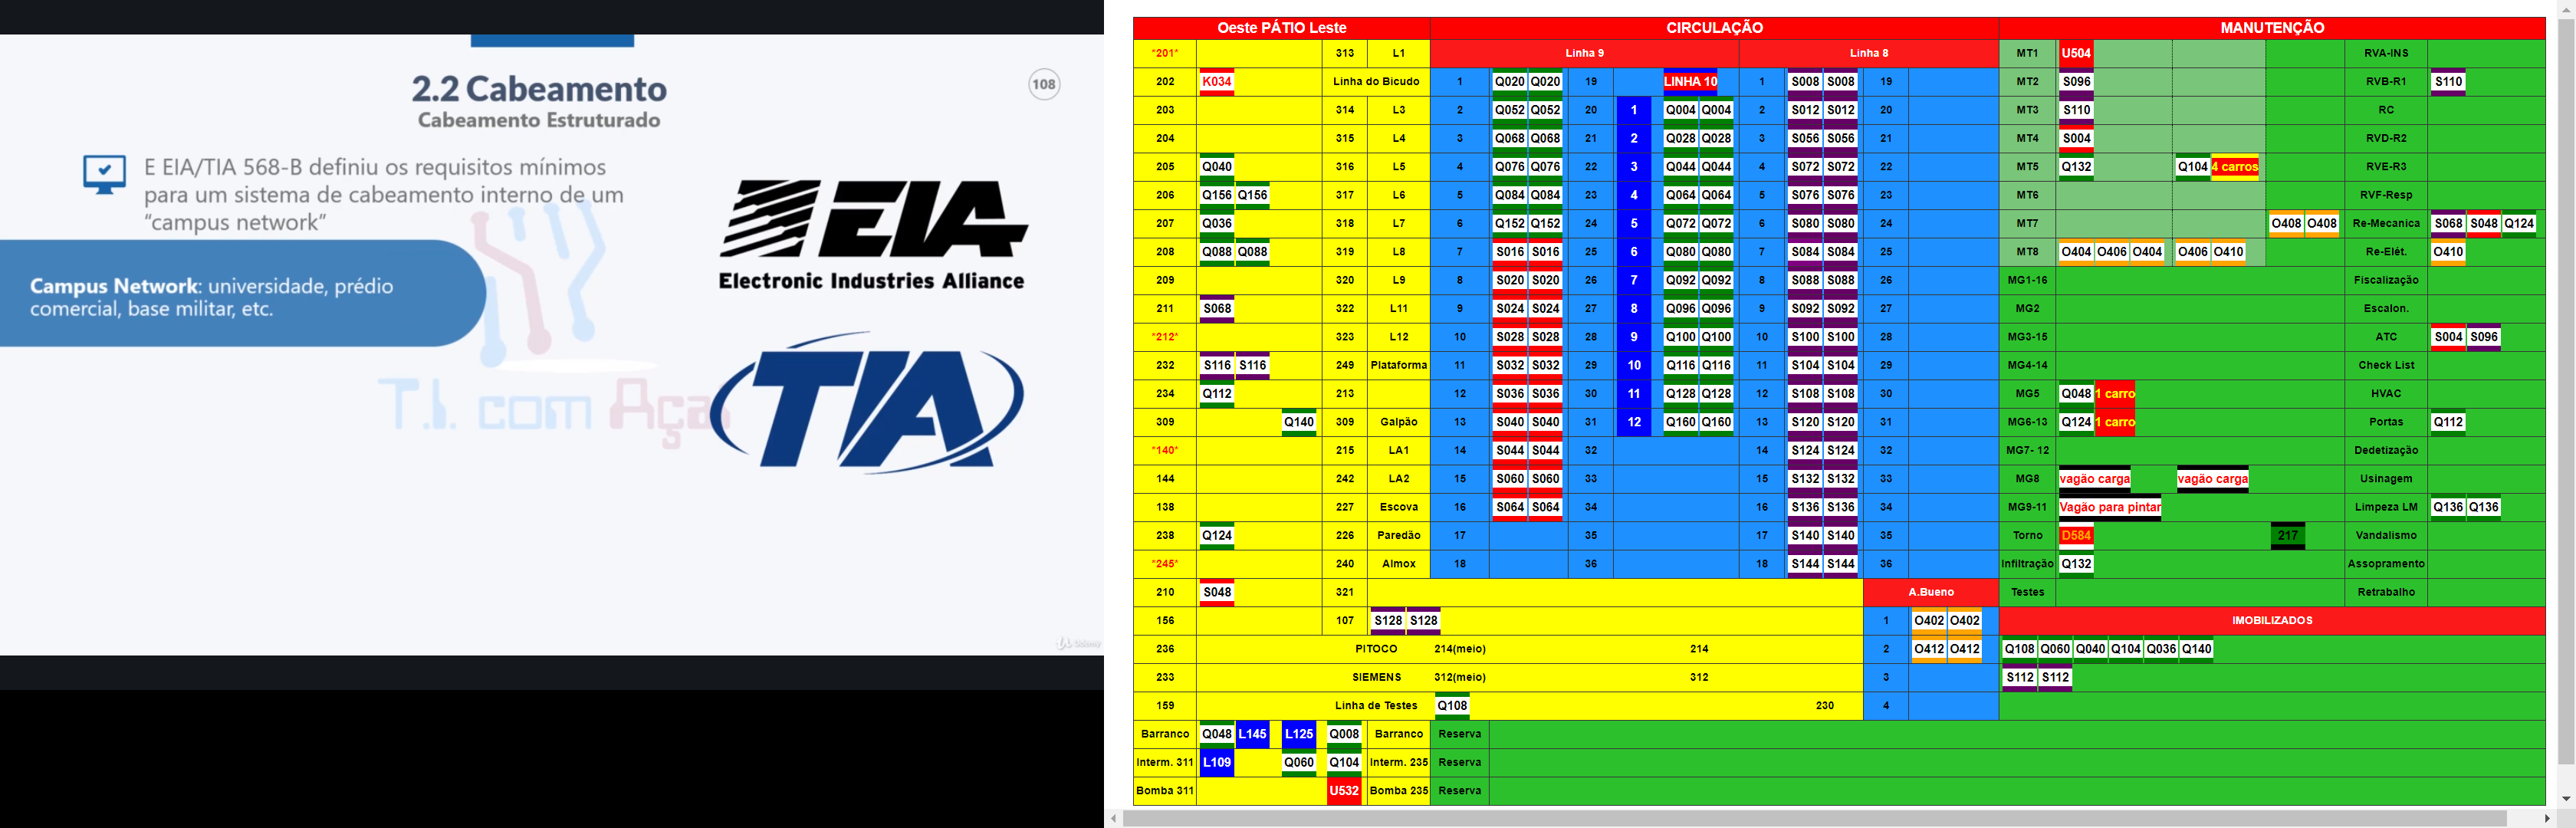 2.2 Cabeamento
108
Cabeamento Estruturado
E EIA/TIA 568-B definiu os requisitos mínimos
para um sistema de cabeamento interno de um
“campus network”
Campus Network: universidade, prédio
comercial, base militar, etc.
EIA
Electronic Industries Alliance
TIA
T.I. com Aça
Oeste PÁTIO Leste CIRCULAÇÃO MANUTENÇÃO
*201* 313 L1 Linha 9 Linha 8 MT1 U504 RVA-INS
202 K034 Linha do Bicudo 1 Q020 Q020 19 LINHA 10 1 S008 S008 19 MT2 S096 RVB-R1 S110
203 314 L3 2 Q052 Q052 20 1 Q004 Q004 2 S012 S012 20 MT3 S110 RC
204 315 L4 3 Q068 Q068 21 2 Q028 Q028 3 S056 S056 21 MT4 S004 RVD-R2
205 Q040 316 L5 4 Q076 Q076 22 3 Q044 Q044 4 S072 S072 22 MT5 Q132 Q104 4 carros RVE-R3
206 Q156 Q156 317 L6 5 Q084 Q084 23 4 Q064 Q064 5 S076 S076 23 MT6 RVF-Resp
207 Q036 318 L7 6 Q152 Q152 24 5 Q072 Q072 6 S080 S080 24 MT7 O408 O408 Re-Mecanica S068 S048 Q124
208 Q088 Q088 319 L8 7 S016 S016 25 6 Q080 Q080 7 S084 S084 25 MT8 O404 O406 O404 O406 O410 Re-Elét. O410
209 320 L9 8 S020 S020 26 7 Q092 Q092 8 S088 S088 26 MG1-16 Fiscalização
211 S068 322 L11 9 S024 S024 27 8 Q096 Q096 9 S092 S092 27 MG2 Escalon.
*212* 323 L12 10 S028 S028 28 9 Q100 Q100 10 S100 S100 28 MG3-15 ATC S004 S096
232 S116 S116 249 Plataforma 11 S032 S032 29 10 Q116 Q116 11 S104 S104 29 MG4-14 Check List
234 Q112 213 12 S036 S036 30 11 Q128 Q128 12 S108 S108 30 MG5 Q048 1 carro HVAC
309 Q140 309 Galpão 13 S040 S040 31 12 Q160 Q160 13 S120 S120 31 MG6-13 Q124 1 carro Portas Q112
*140* 215 LA1 14 S044 S044 32 14 S124 S124 32 MG7- 12 Dedetização
144 242 LA2 15 S060 S060 33 15 S132 S132 33 MG8 vagão carga vagão carga Usinagem
138 227 Escova 16 S064 S064 34 16 S136 S136 34 MG9-11 Vagão para pintar Limpeza LM Q136 Q136
238 Q124 226 Paredão 17 35 17 S140 S140 35 Torno D584 217 Vandalismo
*245* 240 Almox 18 36 18 S144 S144 36 Infiltração Q132 Assopramento
210 S048 321 A.Bueno Testes Retrabalho
156 107 S128 S128 1 O402 O402 IMOBILIZADOS
236 PITOCO 214(meio) 214 2 O412 O412 Q108 Q060 Q040 Q104 Q036 Q140
233 SIEMENS 312(meio) 312 3 S112 S112
159 Linha de Testes Q108 230 4
Barranco Q048 L145 L125 Q008 Barranco Reserva
Interm. 311 L109 Q060 Q104 Interm. 235 Reserva
Bomba 311 U532 Bomba 235 Reserva